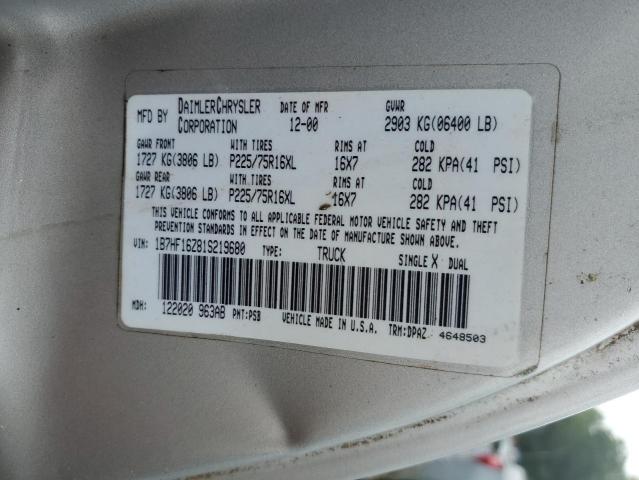 MFD BY DAIMLERCHRYSLER CORPORATION DATE OF MFR 12-00 GVWR 2903 KG(06400 LB)
GAWR FRONT WITH TIRES RIMS AT COLD
1727 KG(3806 LB) P225/75R16XL 16X7 282 KPA(41 PSI)
GAWR REAR WITH TIRES RIMS AT COLD
1727 KG(3806 LB) P225/75R16XL 16X7 282 KPA(41 PSI)
THIS VEHICLE CONFORMS TO ALL APPLICABLE FEDERAL MOTOR VEHICLE SAFETY AND THEFT
PREVENTION STANDARDS IN EFFECT ON THE DATE OF MANUFACTURE SHOWN ABOVE.
VIN: 1B7HF16Z81S219680 TYPE: TRUCK SINGLE X DUAL
MDH: 122020 963AB PNT:PSB VEHICLE MADE IN U.S.A. TRM:DPAZ 4648503